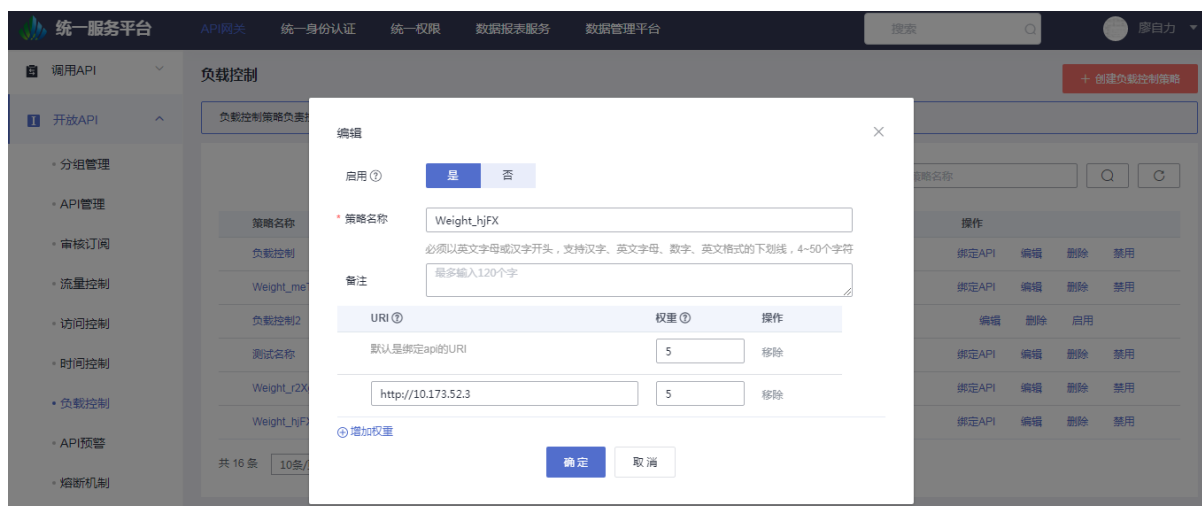 统一服务平台 API网关 统一身份认证 统一权限 数据报表服务 数据管理平台 搜索 廖自力
调用API
负载控制
+ 创建负载控制策略
开放API
负载控制策略负责
编辑
分组管理
启用 是 否
策略名称
API管理
策略名称
* 策略名称 Weight_hjFX
操作
审核订阅
负载控制
必须以英文字母或汉字开头，支持汉字、英文字母、数字、英文格式的下划线，4~50个字符
绑定API 编辑 删除 禁用
流量控制
Weight_me
备注 最多输入120个字
绑定API 编辑 删除 禁用
访问控制
负载控制2
URI 权重 操作
编辑 删除 启用
时间控制
测试名称
默认是绑定api的URI 5 移除
绑定API 编辑 删除 禁用
负载控制
Weight_r2X
http://10.173.52.3 5 移除
绑定API 编辑 删除 禁用
Weight_hjF
增加权重
绑定API 编辑 删除 禁用
API预警
共 16 条 10条/
确定 取消
熔断机制